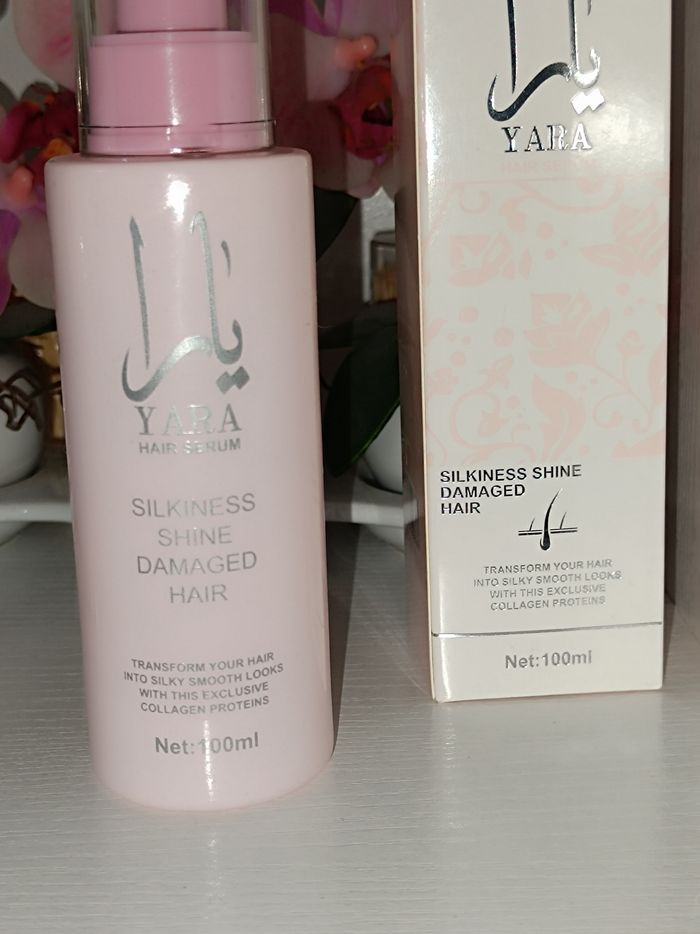 يارا
YARA
HAIR SERUM
SILKINESS
SHINE
DAMAGED
HAIR
TRANSFORM YOUR HAIR
INTO SILKY SMOOTH LOOKS
WITH THIS EXCLUSIVE
COLLAGEN PROTEINS
Net:100ml
يارا
YARA
HAIR SERUM
SILKINESS SHINE
DAMAGED
HAIR
TRANSFORM YOUR HAIR
INTO SILKY SMOOTH LOOKS
WITH THIS EXCLUSIVE
COLLAGEN PROTEINS
Net:100ml